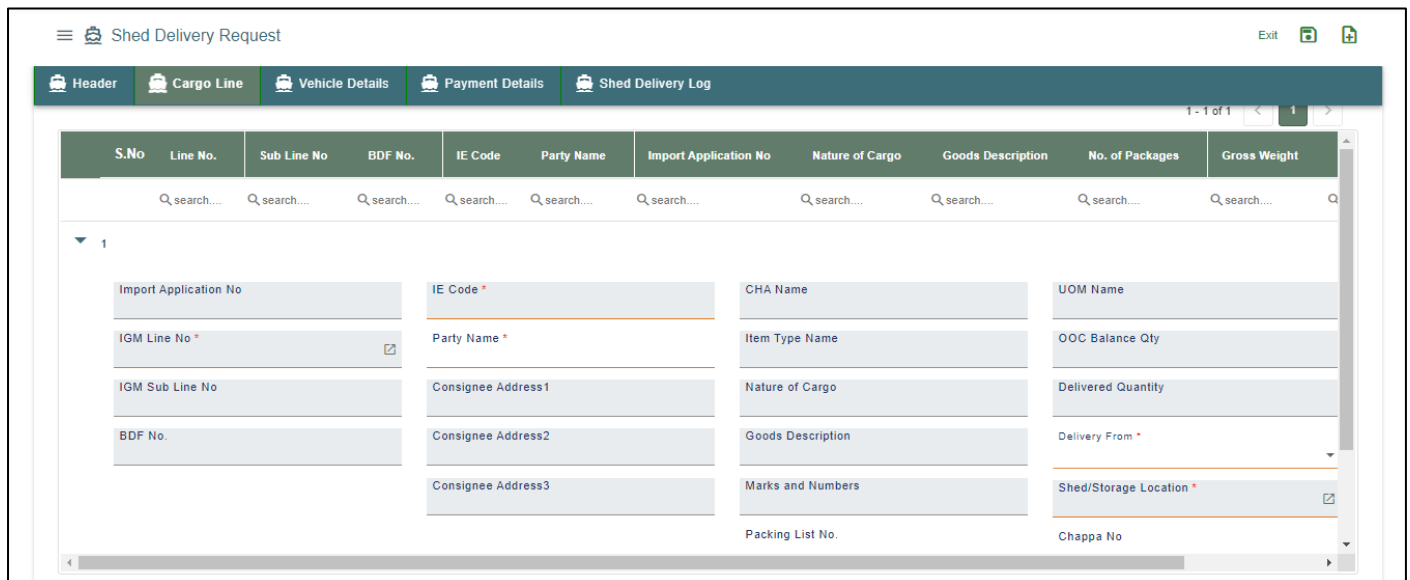 Shed Delivery Request
Exit
Header Cargo Line Vehicle Details Payment Details Shed Delivery Log
1 - 1 of 1 < 1 >
S.No Line No. Sub Line No BDF No. IE Code Party Name Import Application No Nature of Cargo Goods Description No. of Packages Gross Weight
search.... search.... search.... search.... search.... search.... search.... search.... search.... search....
1
Import Application No IE Code * CHA Name UOM Name
IGM Line No * Party Name * Item Type Name OOC Balance Qty
IGM Sub Line No Consignee Address1 Nature of Cargo Delivered Quantity
BDF No. Consignee Address2 Goods Description Delivery From *
Consignee Address3 Marks and Numbers Shed/Storage Location *
Packing List No. Chappa No